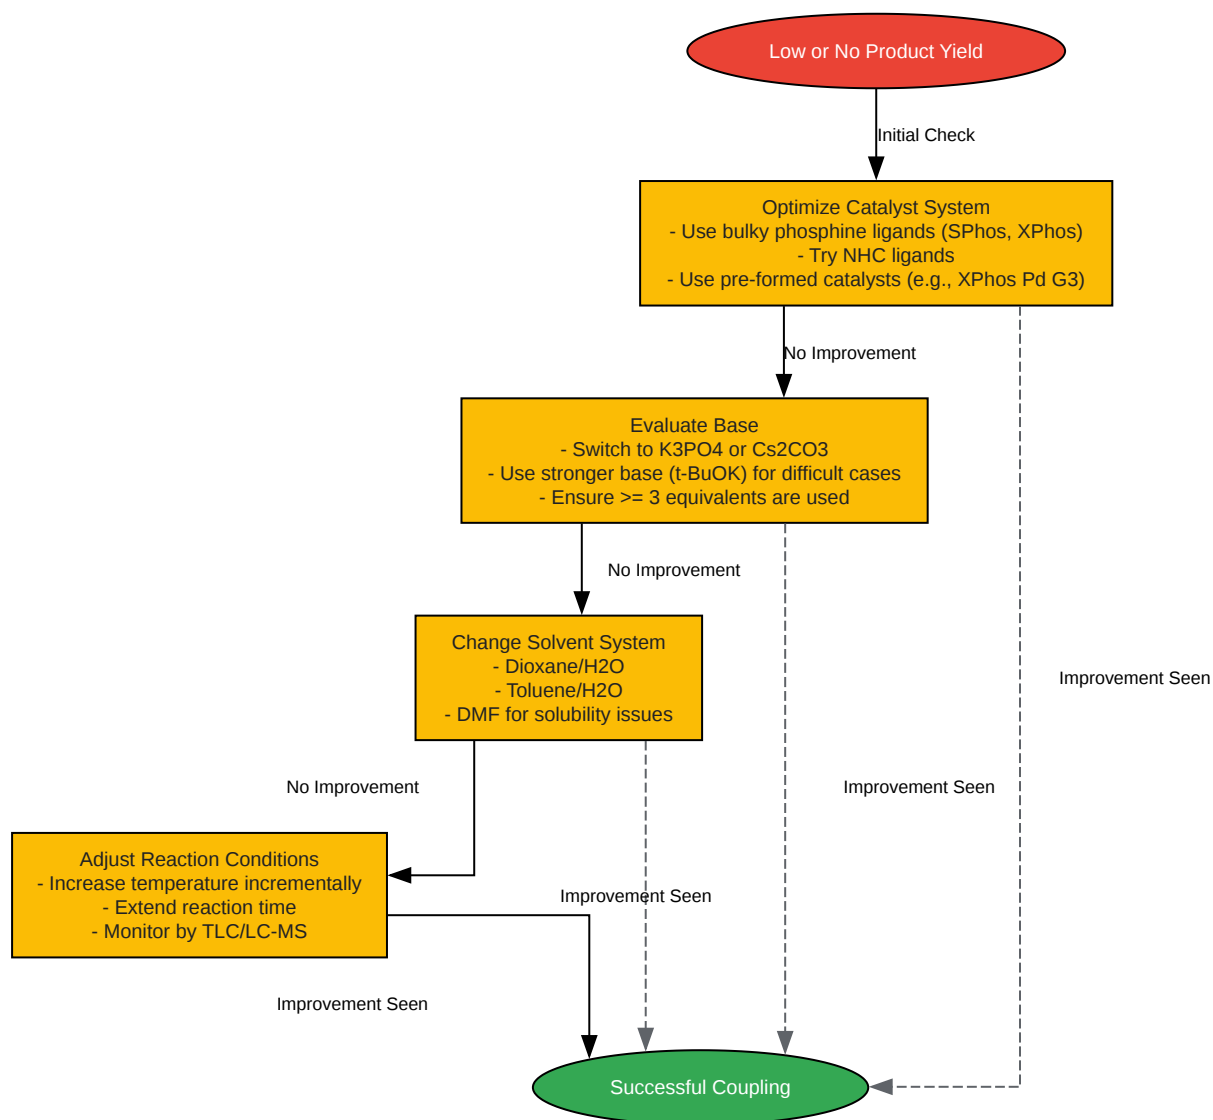 Low or No Product Yield
Initial Check
Optimize Catalyst System
- Use bulky phosphine ligands (SPhos, XPhos)
- Try NHC ligands
- Use pre-formed catalysts (e.g., XPhos Pd G3)
No Improvement
Evaluate Base
- Switch to K3PO4 or Cs2CO3
- Use stronger base (t-BuOK) for difficult cases
- Ensure >= 3 equivalents are used
No Improvement
Change Solvent System
- Dioxane/H2O
- Toluene/H2O
- DMF for solubility issues
Improvement Seen
No Improvement
Improvement Seen
Adjust Reaction Conditions
- Increase temperature incrementally
- Extend reaction time
- Monitor by TLC/LC-MS
Improvement Seen
Improvement Seen
Successful Coupling